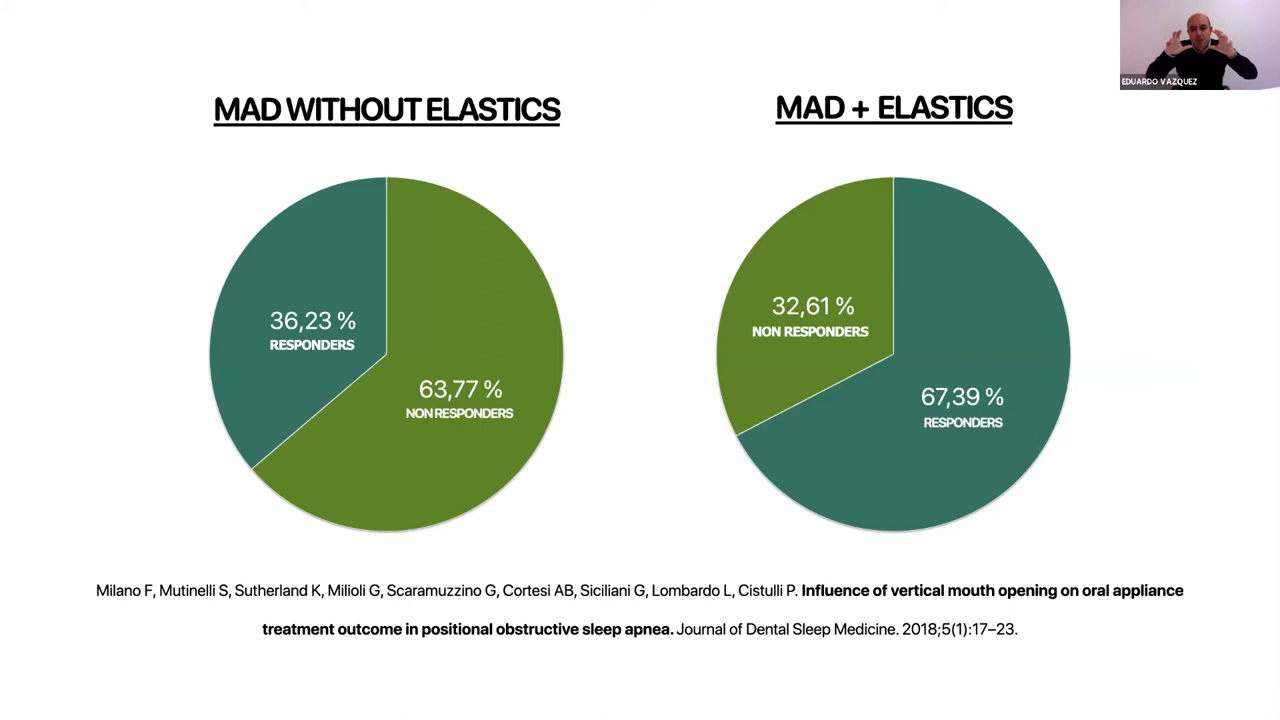 EDUARDO VAZQUEZ
MAD WITHOUT ELASTICS
MAD + ELASTICS
36,23 %
RESPONDERS
63,77 %
NON RESPONDERS
32,61 %
NON RESPONDERS
67,39 %
RESPONDERS
Milano F, Mutinelli S, Sutherland K, Milioli G, Scaramuzzino G, Cortesi AB, Siciliani G, Lombardo L, Cistulli P. Influence of vertical mouth opening on oral appliance
treatment outcome in positional obstructive sleep apnea. Journal of Dental Sleep Medicine. 2018;5(1):17–23.